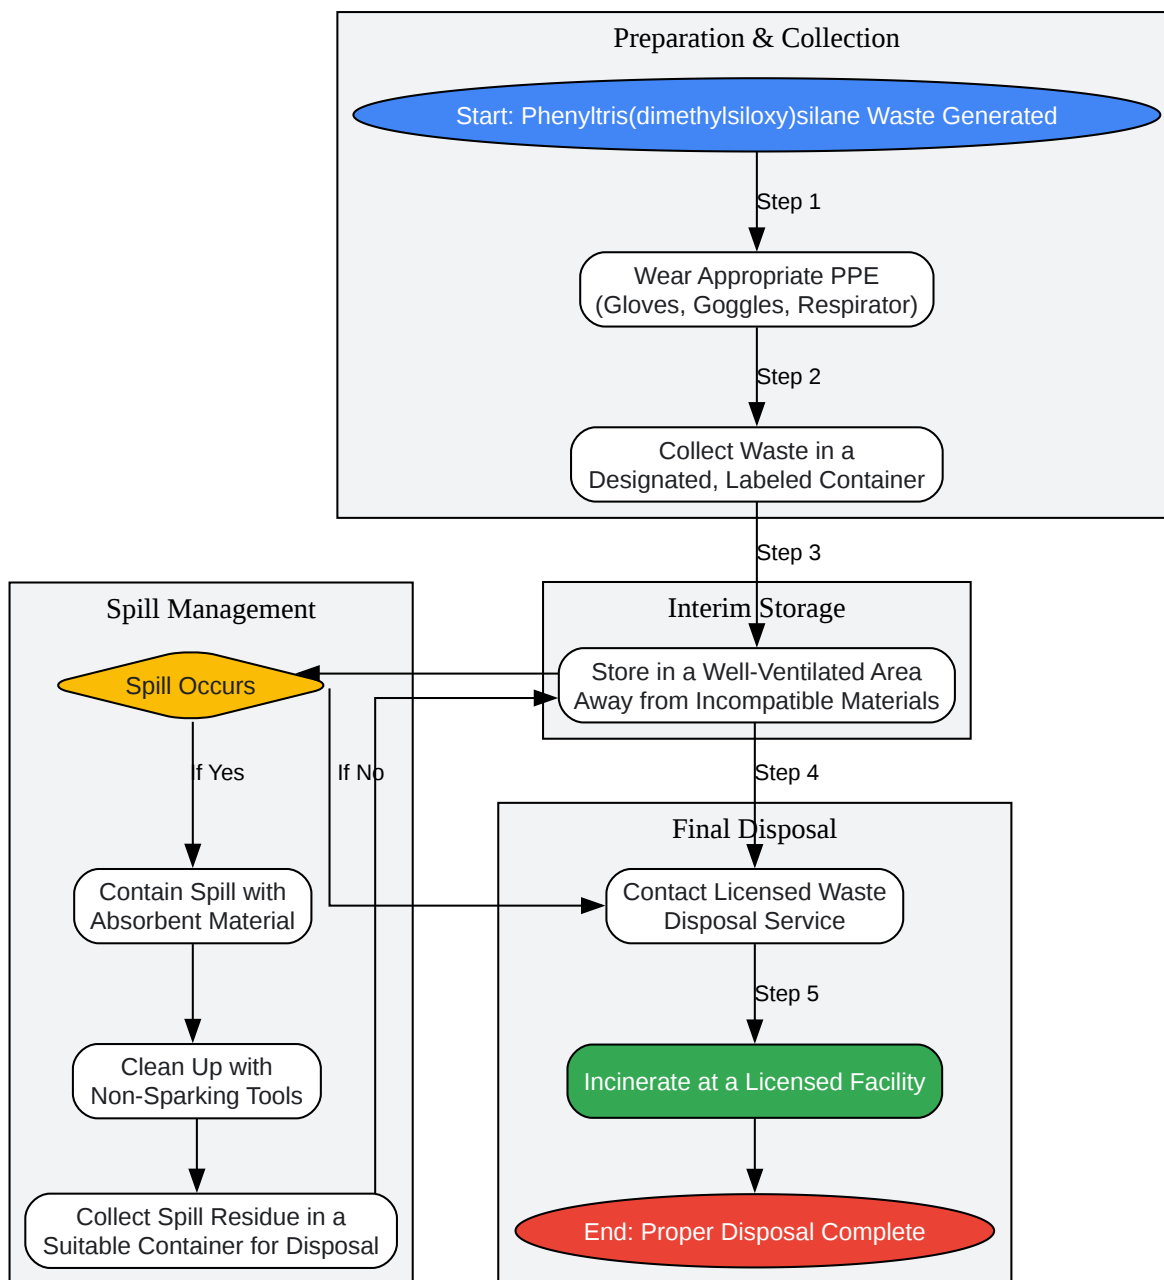 Preparation & Collection
Start: Phenyltris(dimethylsiloxy)silane Waste Generated
Step 1
Wear Appropriate PPE
(Gloves, Goggles, Respirator)
Step 2
Collect Waste in a
Designated, Labeled Container
Step 3
Spill Management
Interim Storage
Spill Occurs
Store in a Well-Ventilated Area
Away from Incompatible Materials
If Yes
If No
Step 4
Final Disposal
Contain Spill with
Absorbent Material
Contact Licensed Waste
Disposal Service
Step 5
Clean Up with
Non-Sparking Tools
Incinerate at a Licensed Facility
Collect Spill Residue in a
Suitable Container for Disposal
End: Proper Disposal Complete